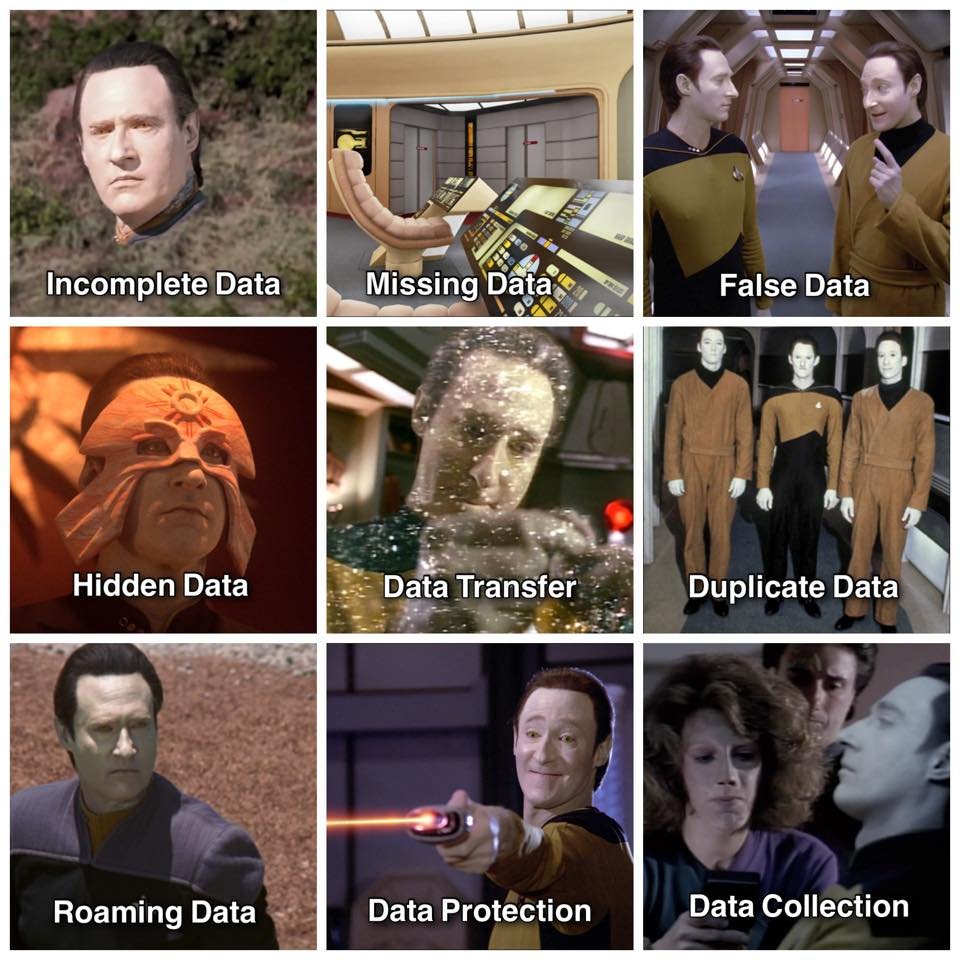 Incomplete Data
Missing Data
False Data
Hidden Data
Data Transfer
Duplicate Data
Roaming Data
Data Protection
Data Collection